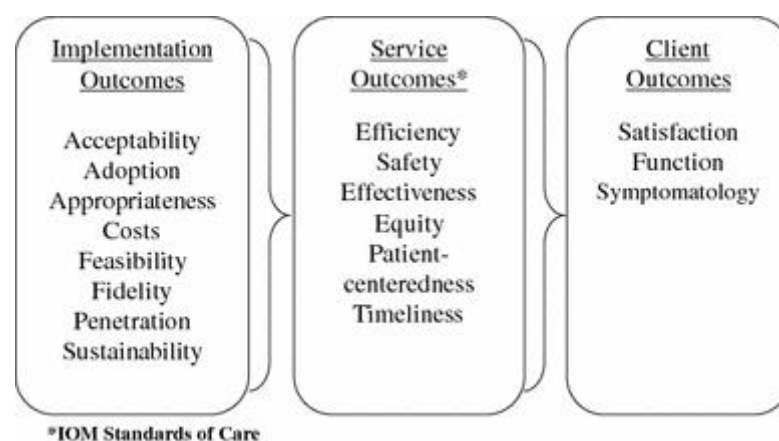 Implementation
Outcomes
Acceptability
Adoption
Appropriateness
Costs
Feasibility
Fidelity
Penetration
Sustainability
Service
Outcomes*
Efficiency
Safety
Effectiveness
Equity
Patient-
centeredness
Timeliness
Client
Outcomes
Satisfaction
Function
Symptomatology
*IOM Standards of Care